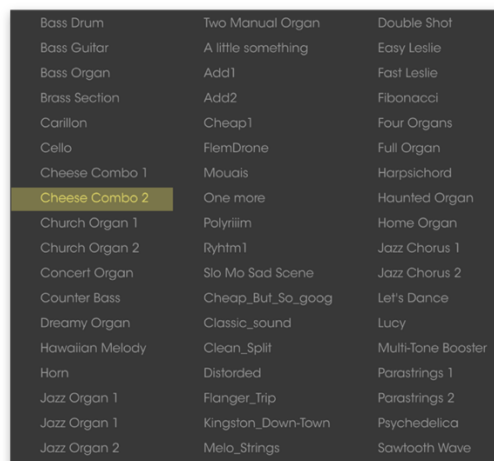 Bass Drum
Bass Guitar
Bass Organ
Brass Section
Carillon
Cello
Cheese Combo 1
Cheese Combo 2
Church Organ 1
Church Organ 2
Concert Organ
Counter Bass
Dreamy Organ
Hawaiian Melody
Horn
Jazz Organ 1
Jazz Organ 1
Jazz Organ 2
Two Manual Organ
A little something
Add1
Add2
Cheap1
FlemDrone
Mouais
One more
Polyriiim
Ryhtm1
Slo Mo Sad Scene
Cheap_But_So_goog
Classic_sound
Clean_Split
Distorted
Flanger_Trip
Kingston_Down-Town
Melo_Strings
Double Shot
Easy Leslie
Fast Leslie
Fibonacci
Four Organs
Full Organ
Harpsichord
Haunted Organ
Home Organ
Jazz Chorus 1
Jazz Chorus 2
Let's Dance
Lucy
Multi-Tone Booster
Parastrings 1
Parastrings 2
Psychedelica
Sawtooth Wave